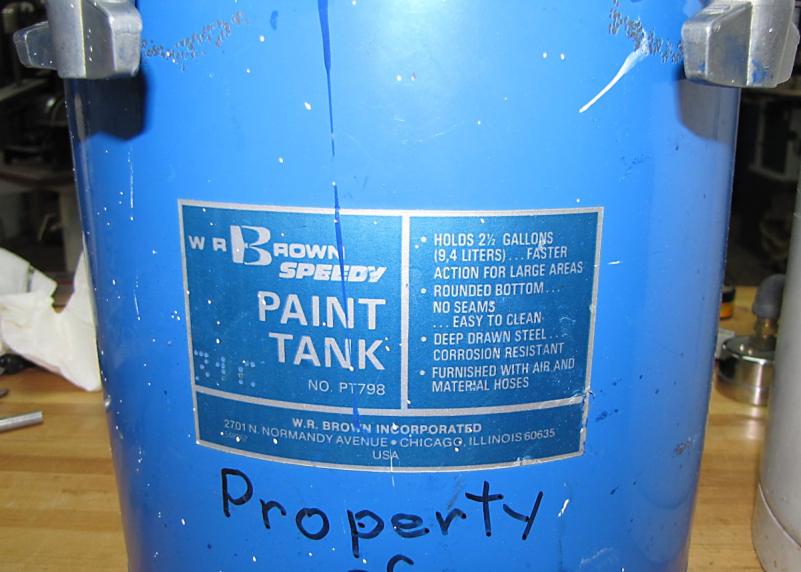 W R BROWN
SPEEDY
PAINT
TANK
NO. PT798
• HOLDS 2½ GALLONS
(9,4 LITERS)... FASTER
ACTION FOR LARGE AREAS
• ROUNDED BOTTOM...
NO SEAMS
... EASY TO CLEAN
• DEEP DRAWN STEEL...
CORROSION RESISTANT
• FURNISHED WITH AIR AND
MATERIAL HOSES
W.R. BROWN INCORPORATED
2701 N. NORMANDY AVENUE • CHICAGO, ILLINOIS 60635
USA
Property
of